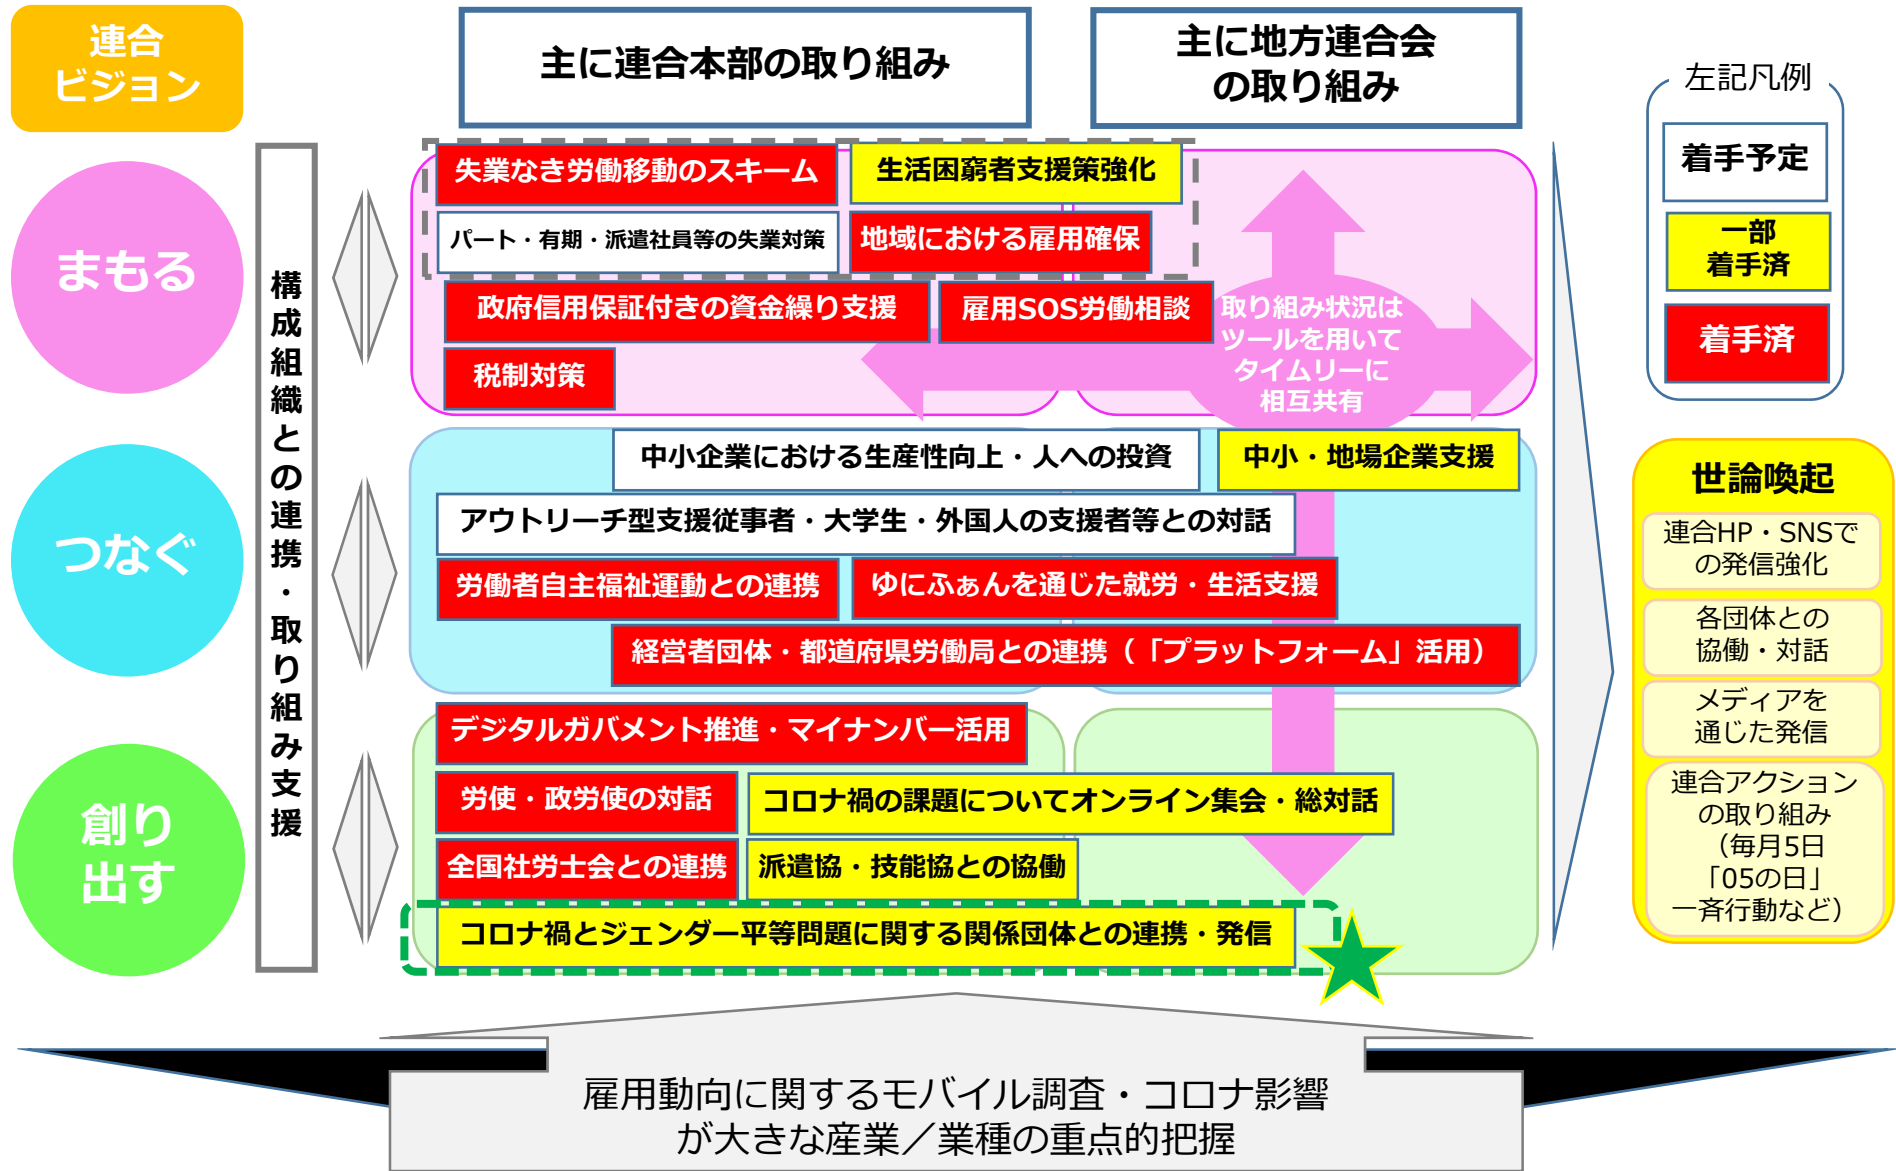 連合
ビジョン
主に連合本部の取り組み
主に地方連合会
の取り組み
左記凡例
着手予定
一部
着手済
着手済
まもる
つなぐ
創り
出す
構成組織との連携・取り組み支援
失業なき労働移動のスキーム
生活困窮者支援策強化
パート・有期・派遣社員等の失業対策
地域における雇用確保
政府信用保証付きの資金繰り支援
雇用SOS労働相談
税制対策
取り組み状況は
ツールを用いて
タイムリーに
相互共有
中小企業における生産性向上・人への投資
中小・地場企業支援
アウトリーチ型支援従事者・大学生・外国人の支援者等との対話
労働者自主福祉運動との連携
ゆにふぁんを通じた就労・生活支援
経営者団体・都道府県労働局との連携（「プラットフォーム」活用）
デジタルガバメント推進・マイナンバー活用
労使・政労使の対話
コロナ禍の課題についてオンライン集会・総対話
全国社労士会との連携
派遣協・技能協との協働
コロナ禍とジェンダー平等問題に関する関係団体との連携・発信
世論喚起
連合HP・SNSで
の発信強化
各団体との
協働・対話
メディアを
通じた発信
連合アクション
の取り組み
（毎月5日
「05の日」
一斉行動など）
雇用動向に関するモバイル調査・コロナ影響
が大きな産業／業種の重点的把握